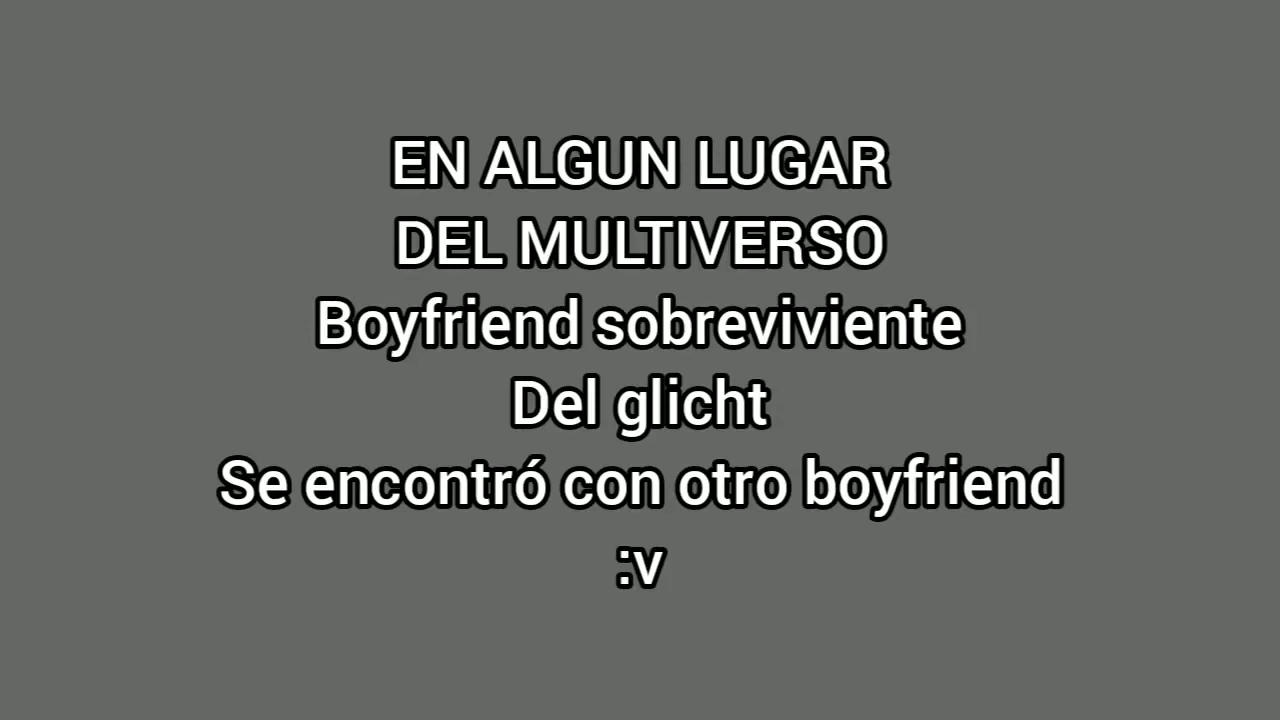 EN ALGUN LUGAR
DEL MULTIVERSO
Boyfriend sobreviviente
Del glicht
Se encontró con otro boyfriend
:v